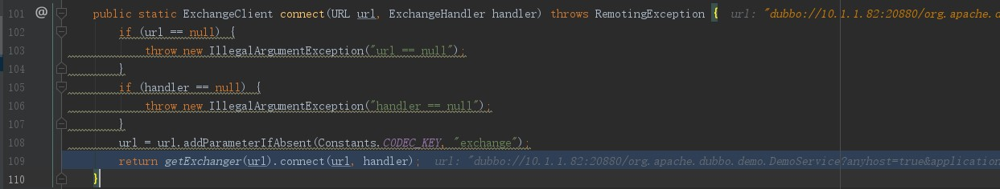 101 @ public static ExchangeClient connect(URL url, ExchangeHandler handler) throws RemotingException { url: "dubbo://10.1.1.82:20880/org.apache.d
102 if (url == null) {
103 throw new IllegalArgumentException("url == null");
104 }
105 if (handler == null) {
106 throw new IllegalArgumentException("handler == null");
107 }
108 url = url.addParameterIfAbsent(Constants.CODEC_KEY, "exchange");
109 return getExchanger(url).connect(url, handler); url: "dubbo://10.1.1.82:20880/org.apache.dubbo.demo.DemoService?anyhost=true&application
110 }